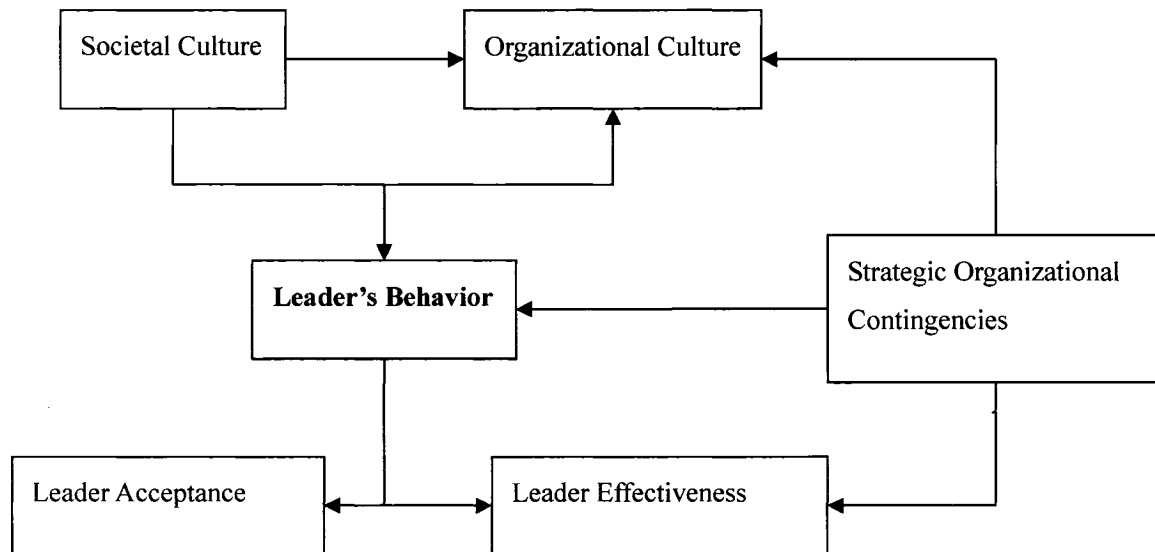 Societal Culture
Organizational Culture
Leader's Behavior
Strategic Organizational
Contingencies
Leader Acceptance
Leader Effectiveness